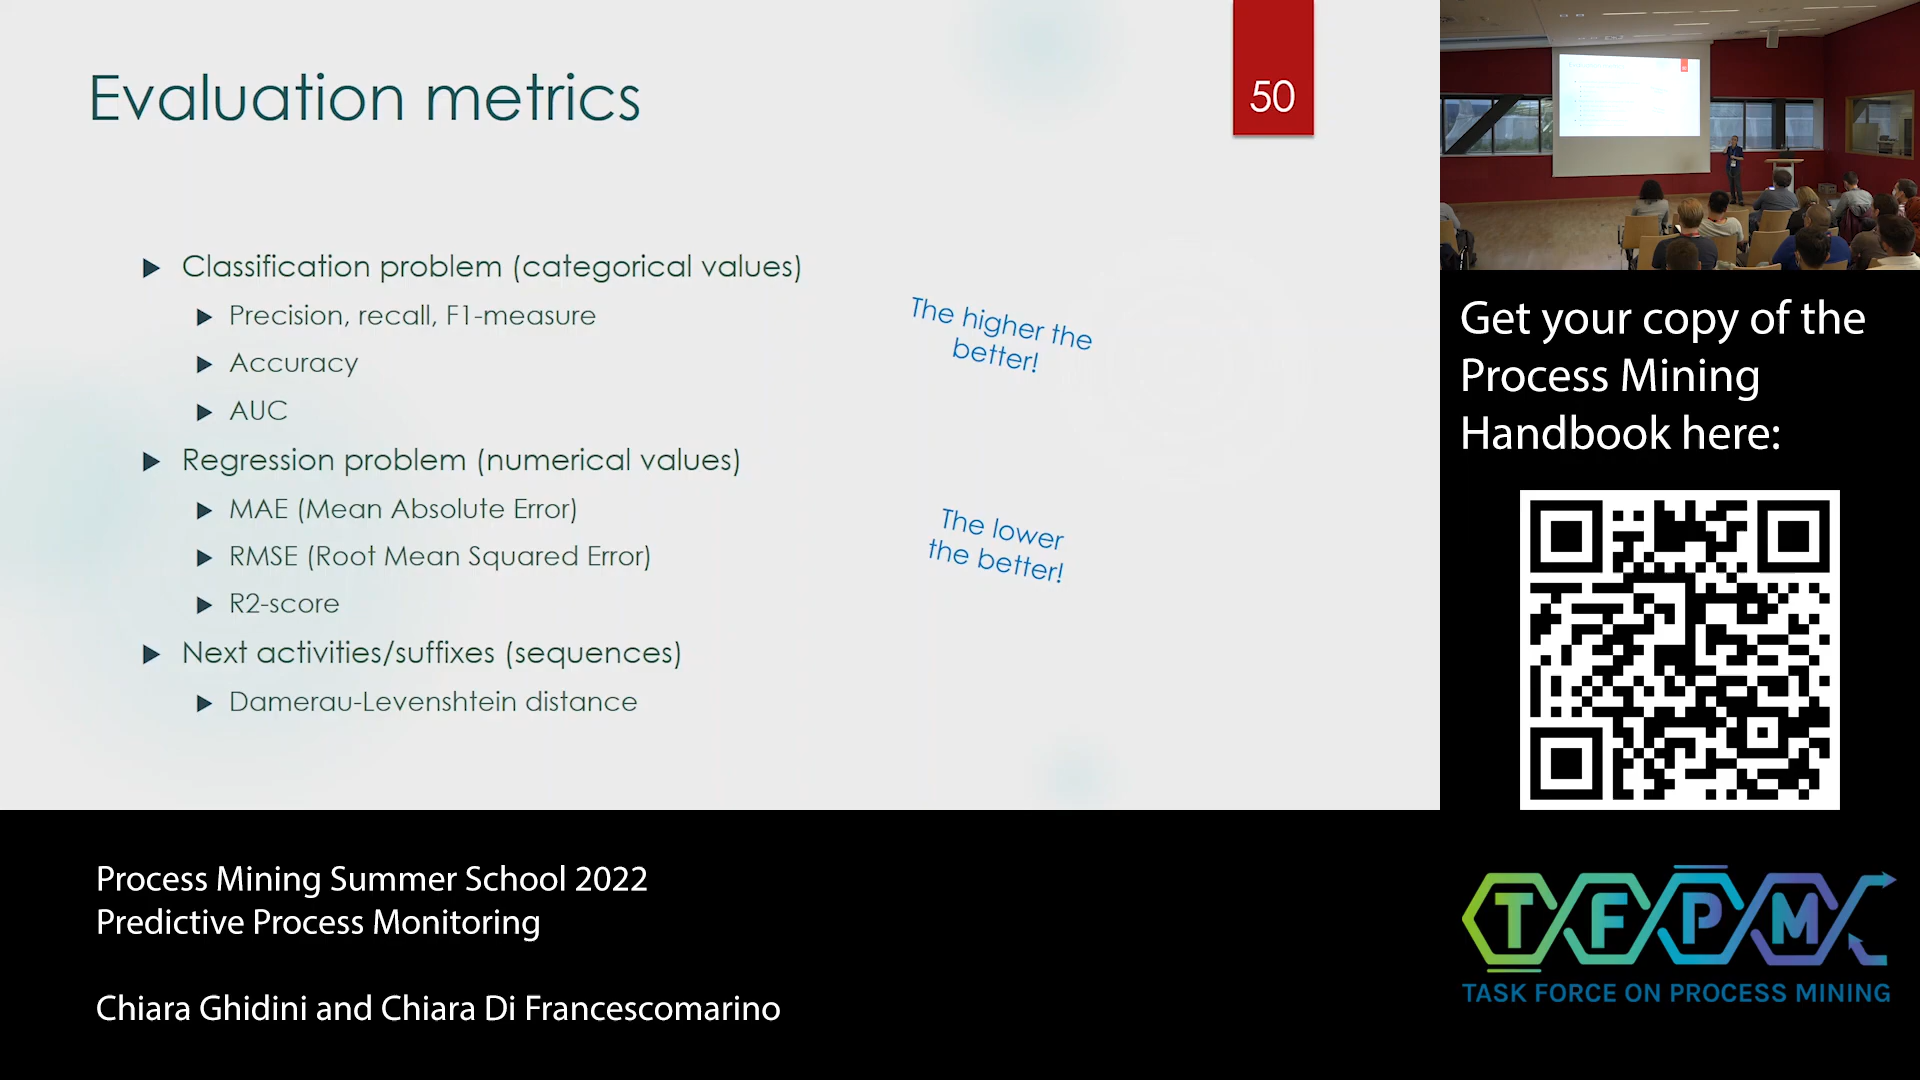 Evaluation metrics
50
Classification problem (categorical values)
Precision, recall, F1-measure
Accuracy
AUC
The higher the
better!
Regression problem (numerical values)
MAE (Mean Absolute Error)
RMSE (Root Mean Squared Error)
R2-score
The lower
the better!
Next activities/suffixes (sequences)
Damerau-Levenshtein distance
Get your copy of the
Process Mining
Handbook here:
Process Mining Summer School 2022
Predictive Process Monitoring
Chiara Ghidini and Chiara Di Francescomarino
TFPM
TASK FORCE ON PROCESS MINING